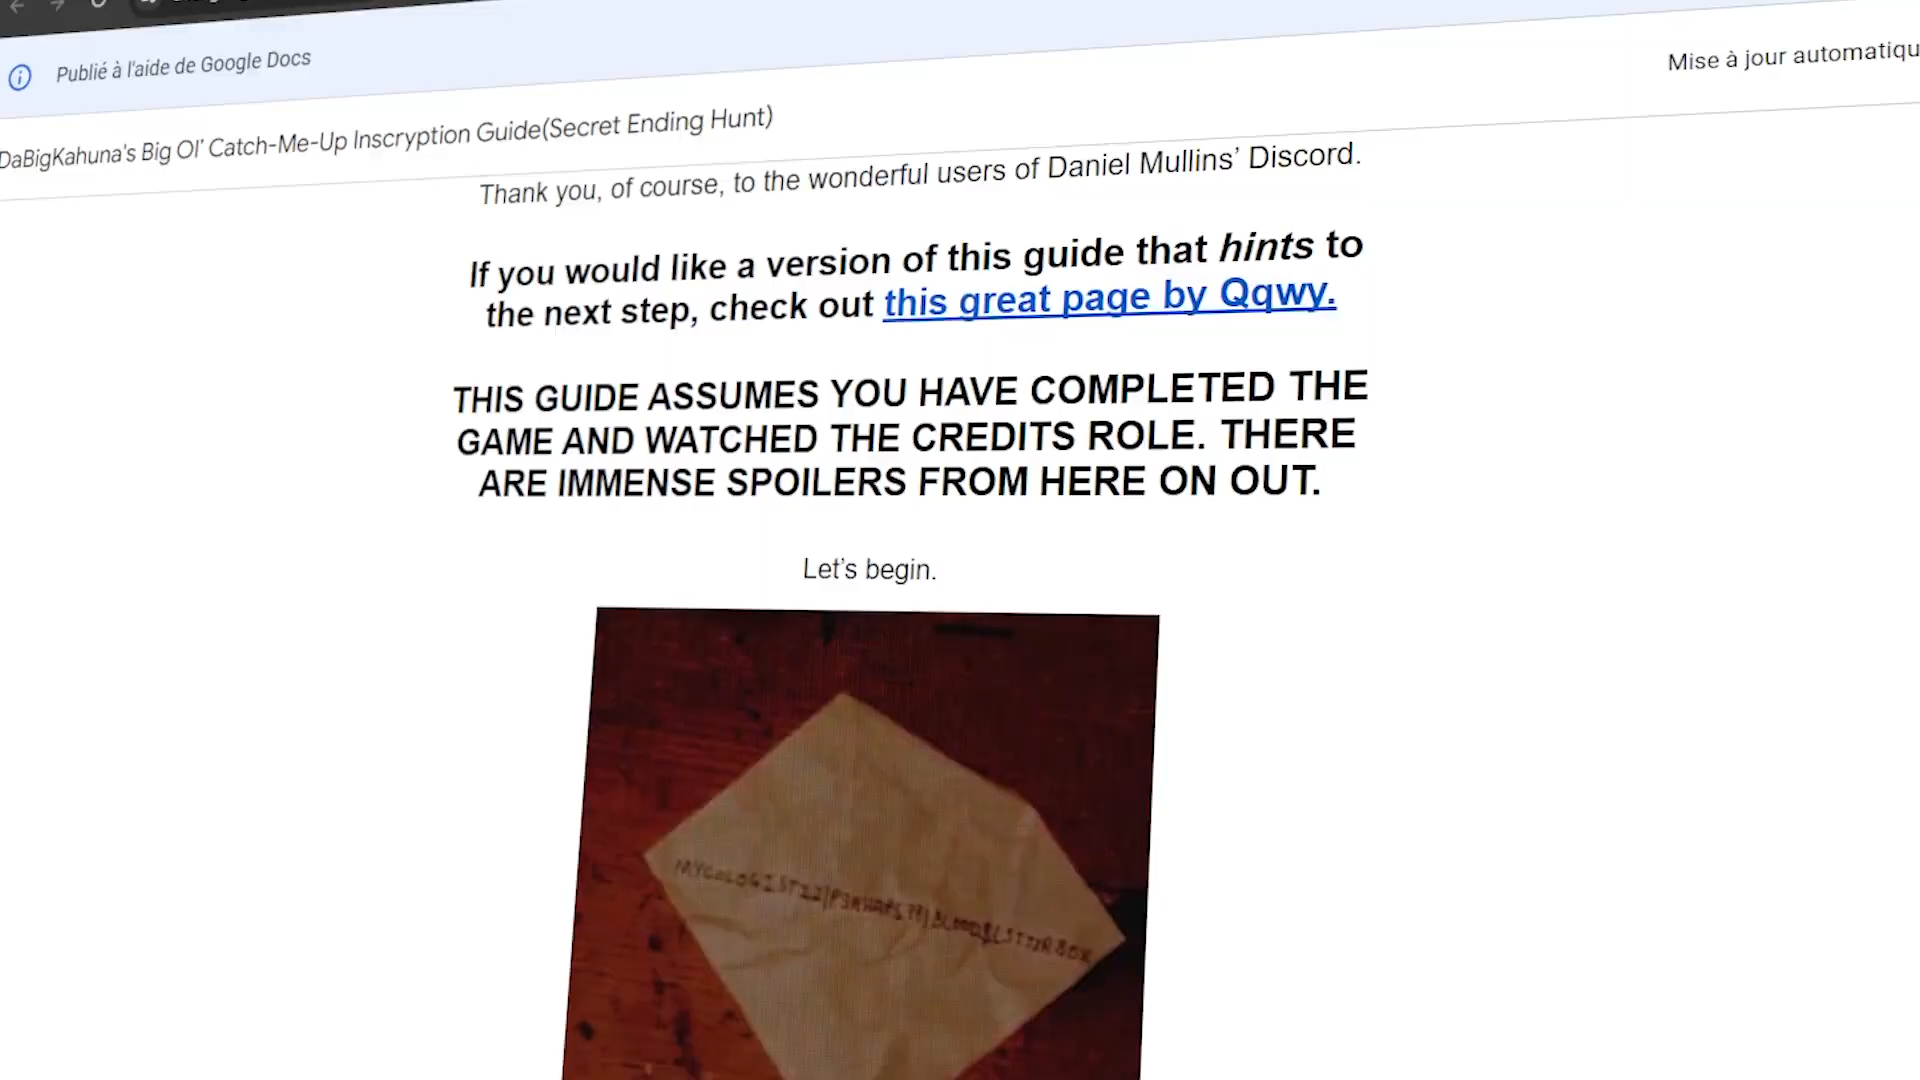 Publié à l'aide de Google Docs
Mise à jour automatiqu
DaBigKahuna's Big Ol' Catch-Me-Up Inscryption Guide(Secret Ending Hunt)
Thank you, of course, to the wonderful users of Daniel Mullins’ Discord.
If you would like a version of this guide that hints to
the next step, check out this great page by Qqwy.
THIS GUIDE ASSUMES YOU HAVE COMPLETED THE
GAME AND WATCHED THE CREDITS ROLE. THERE
ARE IMMENSE SPOILERS FROM HERE ON OUT.
Let’s begin.